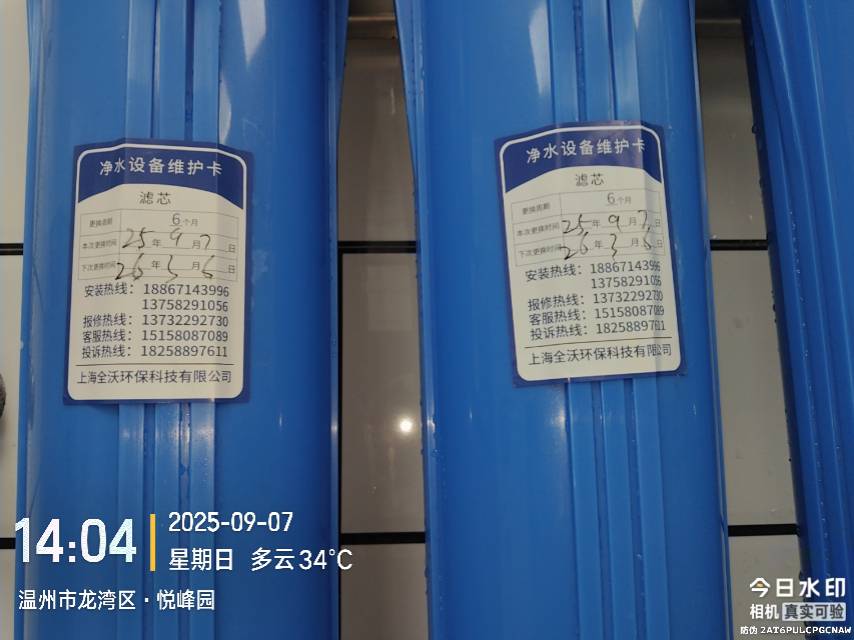 净水设备维护卡
滤芯
更换周期 6个月
本次更换时间 25年9月7日
下次更换时间 26年3月6日
安装热线：18867143996
13758291056
报修热线：13732292730
客服热线：15158087089
投诉热线：18258897611
上海全沃环保科技有限公司
净水设备维护卡
滤芯
更换周期 6个月
本次更换时间 25年9月7日
下次更换时间 26年3月6日
安装热线：18867143996
13758291056
报修热线：13732292730
客服热线：15158087089
投诉热线：18258897611
上海全沃环保科技有限公司
14:04
2025-09-07
星期日 多云 34℃
温州市龙湾区·悦峰园
今日水印
相机 真实可验
防伪 2AT6PULCPGCNAW